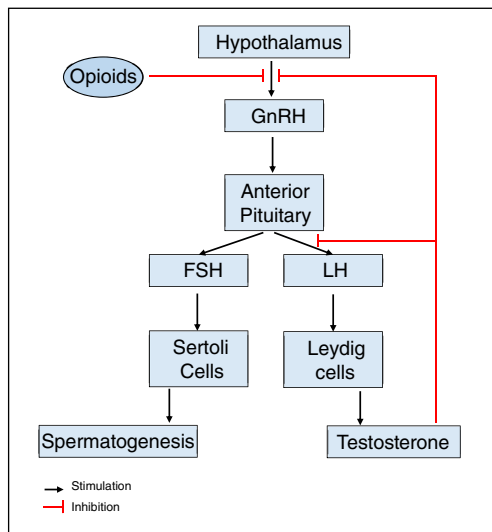 Hypothalamus
Opioids
GnRH
Anterior
Pituitary
FSH
LH
Sertoli
Cells
Leydig
cells
Spermatogenesis
Testosterone
Stimulation
Inhibition